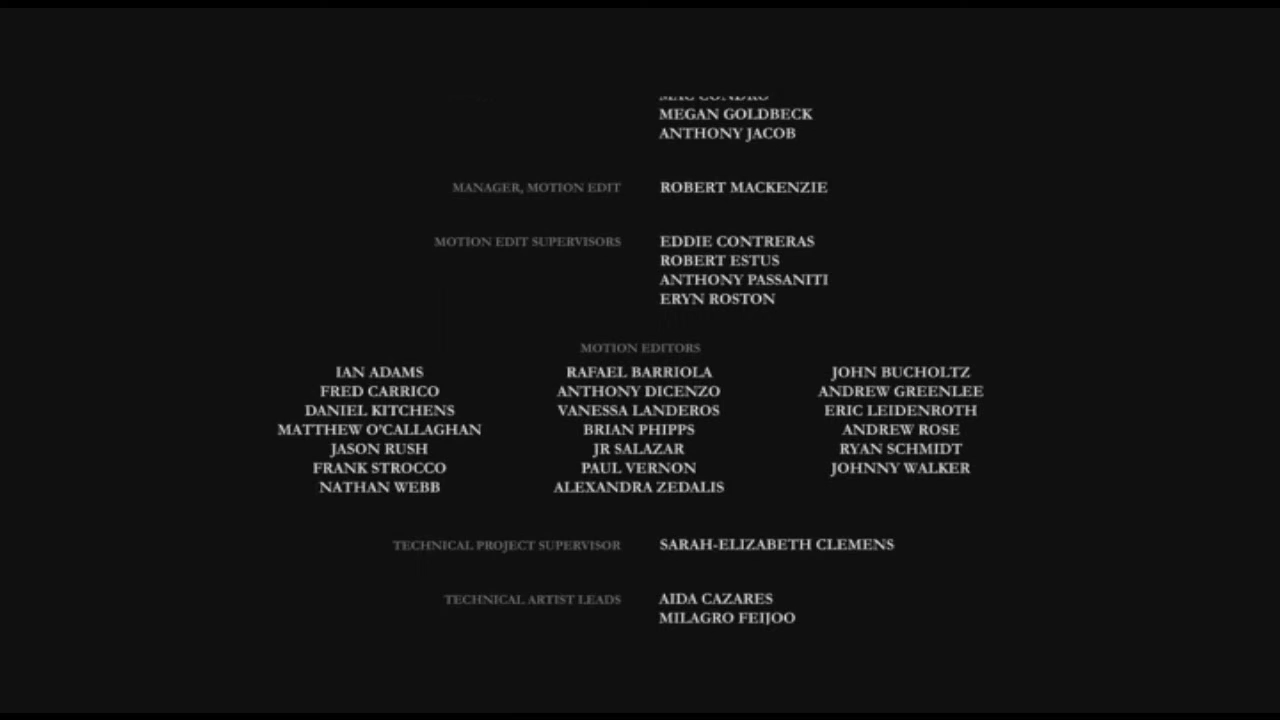 MEGAN GOLDBECK
ANTHONY JACOB
MANAGER, MOTION EDIT ROBERT MACKENZIE
MOTION EDIT SUPERVISORS EDDIE CONTRERAS
ROBERT ESTUS
ANTHONY PASSANITI
ERYN ROSTON
MOTION EDITORS
IAN ADAMS RAFAEL BARRIOLA JOHN BUCHOLTZ
FRED CARRICO ANTHONY DICENZO ANDREW GREENLEE
DANIEL KITCHENS VANESSA LANDEROS ERIC LEIDENROTH
MATTHEW O'CALLAGHAN BRIAN PHIPPS ANDREW ROSE
JASON RUSH JR SALAZAR RYAN SCHMIDT
FRANK STROCCO PAUL VERNON JOHNNY WALKER
NATHAN WEBB ALEXANDRA ZEDALIS
TECHNICAL PROJECT SUPERVISOR SARAH-ELIZABETH CLEMENS
TECHNICAL ARTIST LEADS AIDA CAZARES
MILAGRO FEIJOO